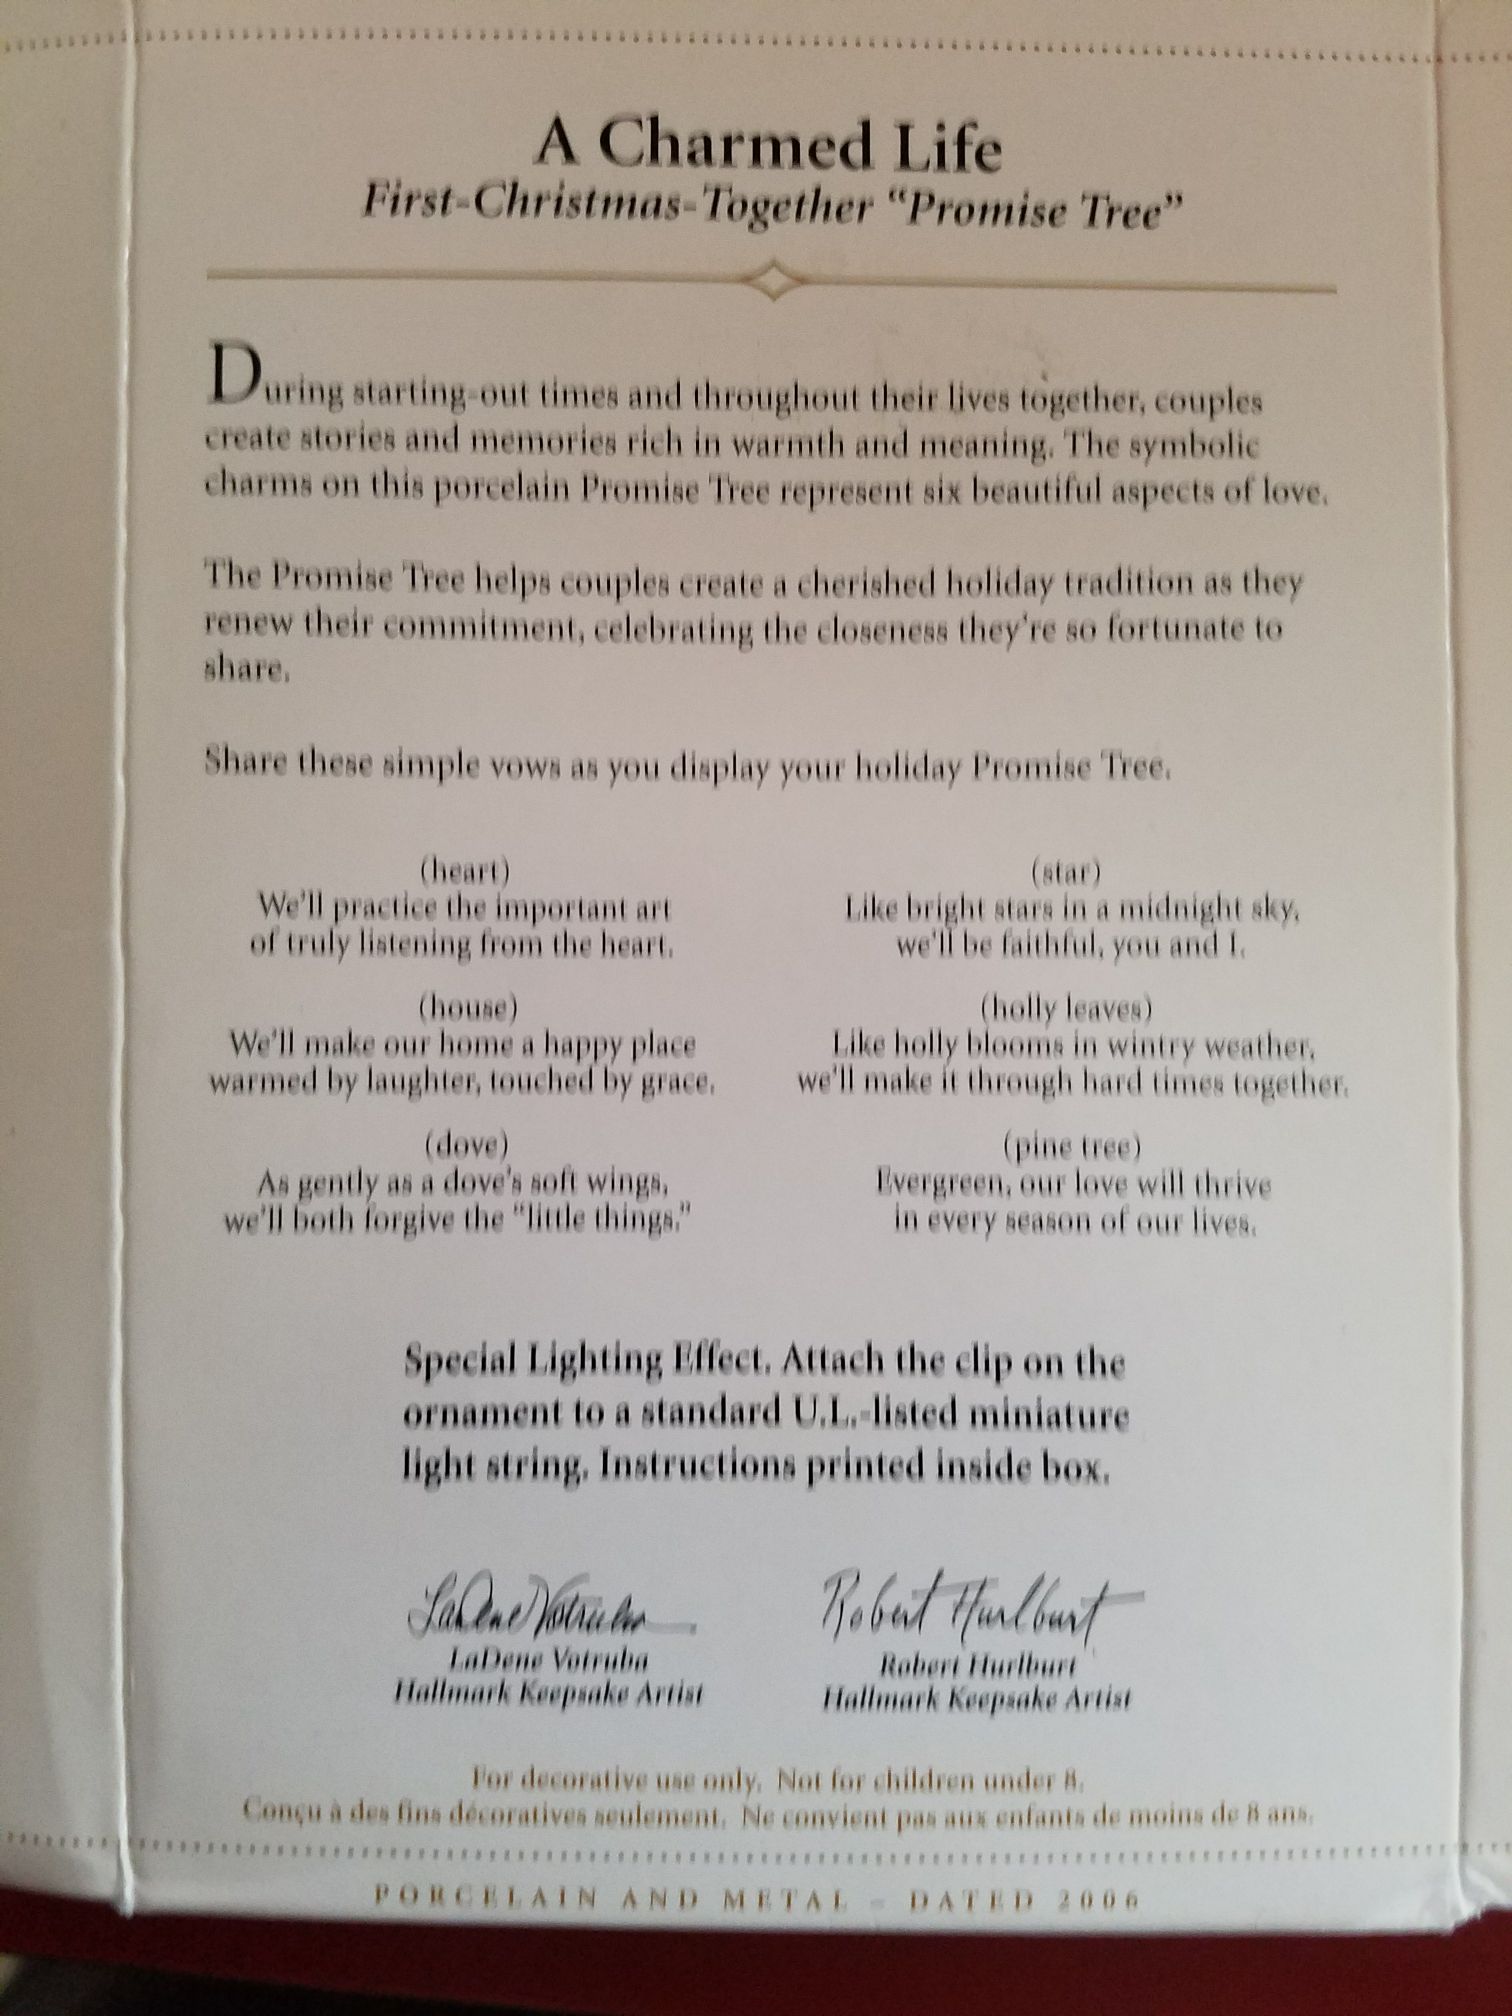 A Charmed Life
First-Christmas-Together “Promise Tree”
During starting-out times and throughout their lives together, couples
create stories and memories rich in warmth and meaning. The symbolic
charms on this porcelain Promise Tree represent six beautiful aspects of love.
The Promise Tree helps couples create a cherished holiday tradition as they
renew their commitment, celebrating the closeness they’re so fortunate to
share.
Share these simple vows as you display your holiday Promise Tree.
(heart)
We’ll practice the important art
of truly listening from the heart.
(house)
We’ll make our home a happy place
warmed by laughter, touched by grace.
(dove)
As gently as a dove’s soft wings,
we’ll both forgive the “little things.”
(star)
Like bright stars in a midnight sky,
we’ll be faithful, you and I.
(holly leaves)
Like holly blooms in wintry weather,
we’ll make it through hard times together.
(pine tree)
Evergreen, our love will thrive
in every season of our lives.
Special Lighting Effect. Attach the clip on the
ornament to a standard U.L.-listed miniature
light string. Instructions printed inside box.
LaDene Votruba
LaDene Votruba
Hallmark Keepsake Artist
Robert Hurlburt
Robert Hurlburt
Hallmark Keepsake Artist
For decorative use only. Not for children under 8.
Conçu à des fins décoratives seulement. Ne convient pas aux enfants de moins de 8 ans.
PORCELAIN AND METAL – DATED 2006